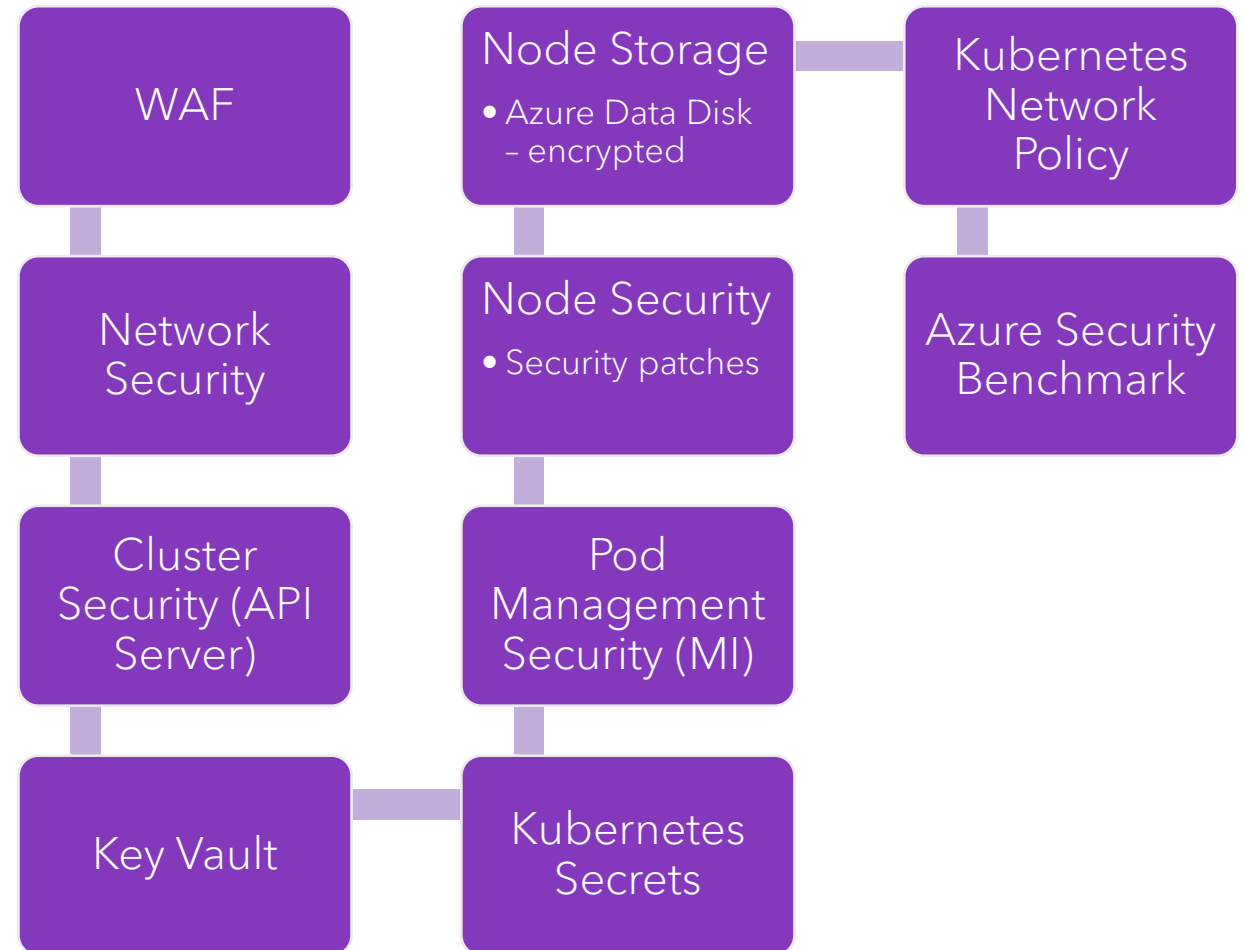 WAF
Network
Security
Cluster
Security (API
Server)
Key Vault
Kubernetes
Secrets
Pod
Management
Security (MI)
Node Security
• Security patches
Node Storage
• Azure Data Disk
– encrypted
Kubernetes
Network
Policy
Azure Security
Benchmark